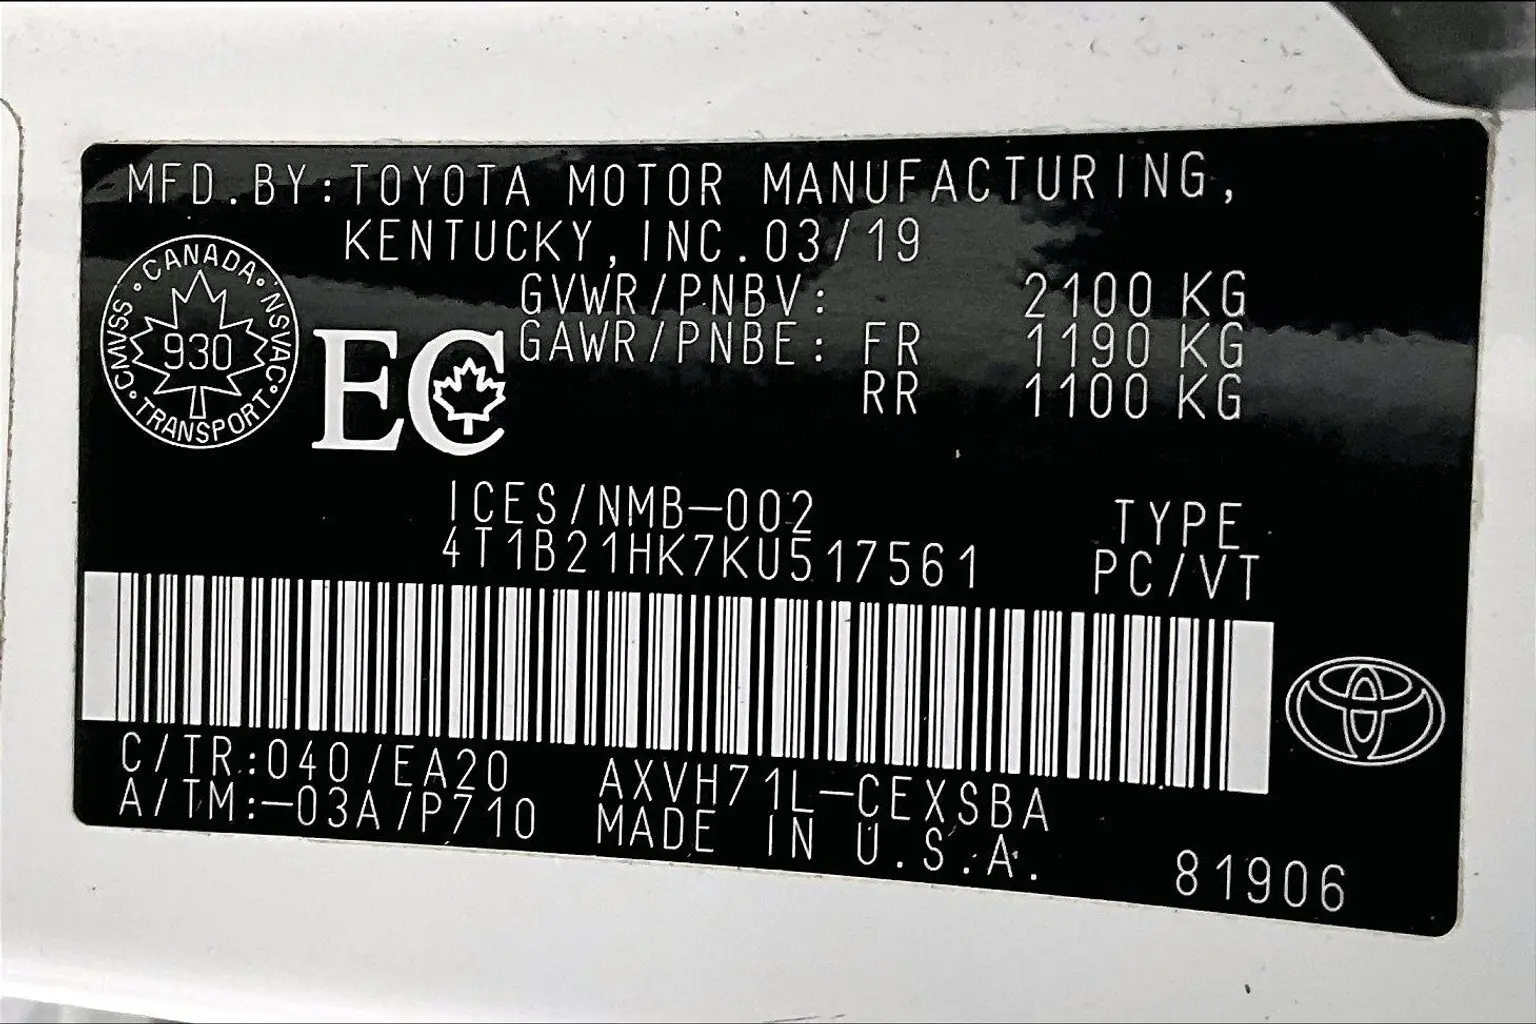 MFD.BY:TOYOTA MOTOR MANUFACTURING,
KENTUCKY,INC.03/19
CANADA · NSVAC · TRANSPORT · CMVSS
930
EC
GVWR/PNBV: 2100 KG
GAWR/PNBE: FR 1190 KG
RR 1100 KG
ICES/NMB-002
4T1B21HK7KU517561
TYPE
PC/VT
C/TR:040/EA20 AXVH71L-CEXSBA
A/TM:-03A/P710 MADE IN U.S.A.
81906